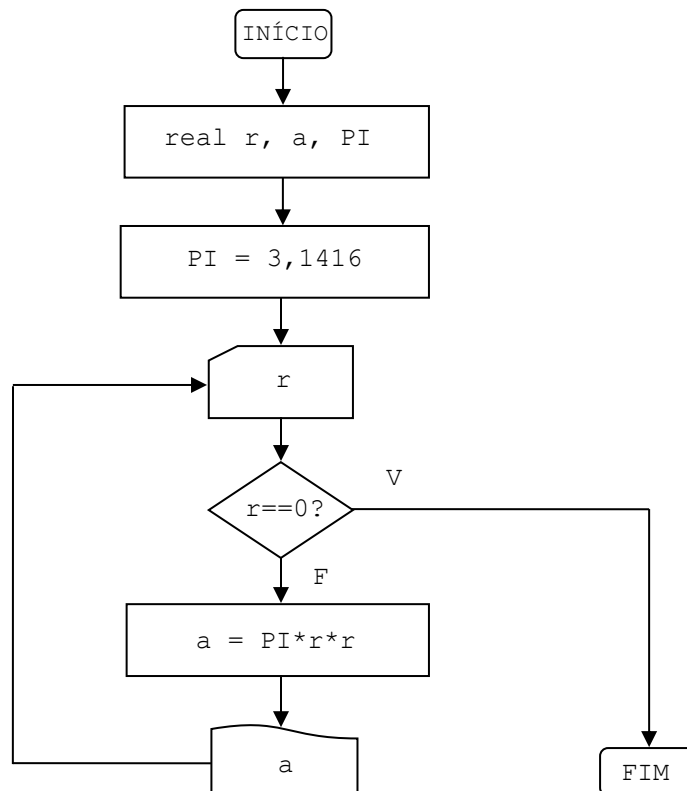 INÍCIO
real r, a, PI
PI = 3,1416
r
V
r==0?
F
a = PI*r*r
a
FIM